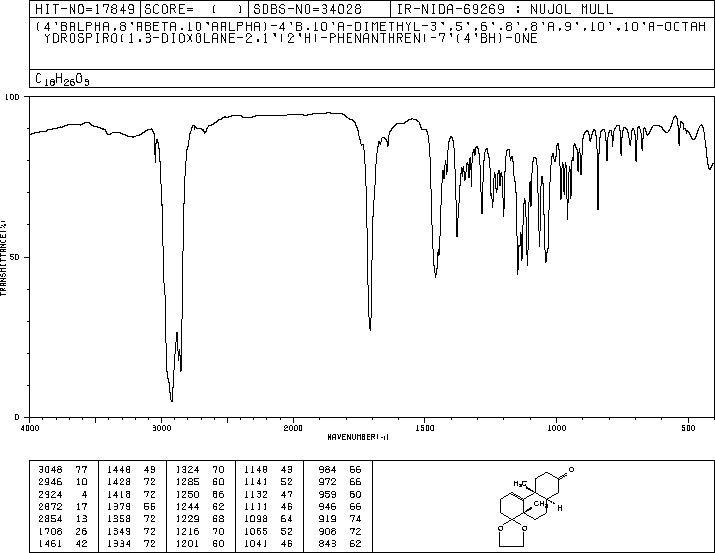 HIT-NO=17849 SCORE= ( ) SDBS-NO=34028 IR-NIDA-69269 : NUJOL MULL
(4'BALPHA,8'ABETA.10'AALPHA)-4'B.10'A-DIMETHYL-3',5',6'.8',8'A,9',10',10'A-OCTAH
YDROSPIRO(1.3-DIOXOLANE-2.1'(2'H)-PHENANTHREN)-7'(4'BH)-ONE
C18H26O3
100
50
0
TRANSMITTANCE(%)
4000 3000 2000 1500 1000 500
WAVENUMBER(-1)
3048 77 1448 49 1324 70 1148 43 984 66
2946 10 1428 72 1285 60 1141 52 972 66
2924 4 1418 72 1250 86 1132 47 959 60
2872 17 1379 55 1244 62 1111 46 946 66
2854 13 1358 72 1229 68 1098 64 919 74
1708 26 1349 72 1216 70 1065 52 908 72
1461 42 1334 72 1201 60 1041 46 843 62
O
H3C
CH3
H
O
O